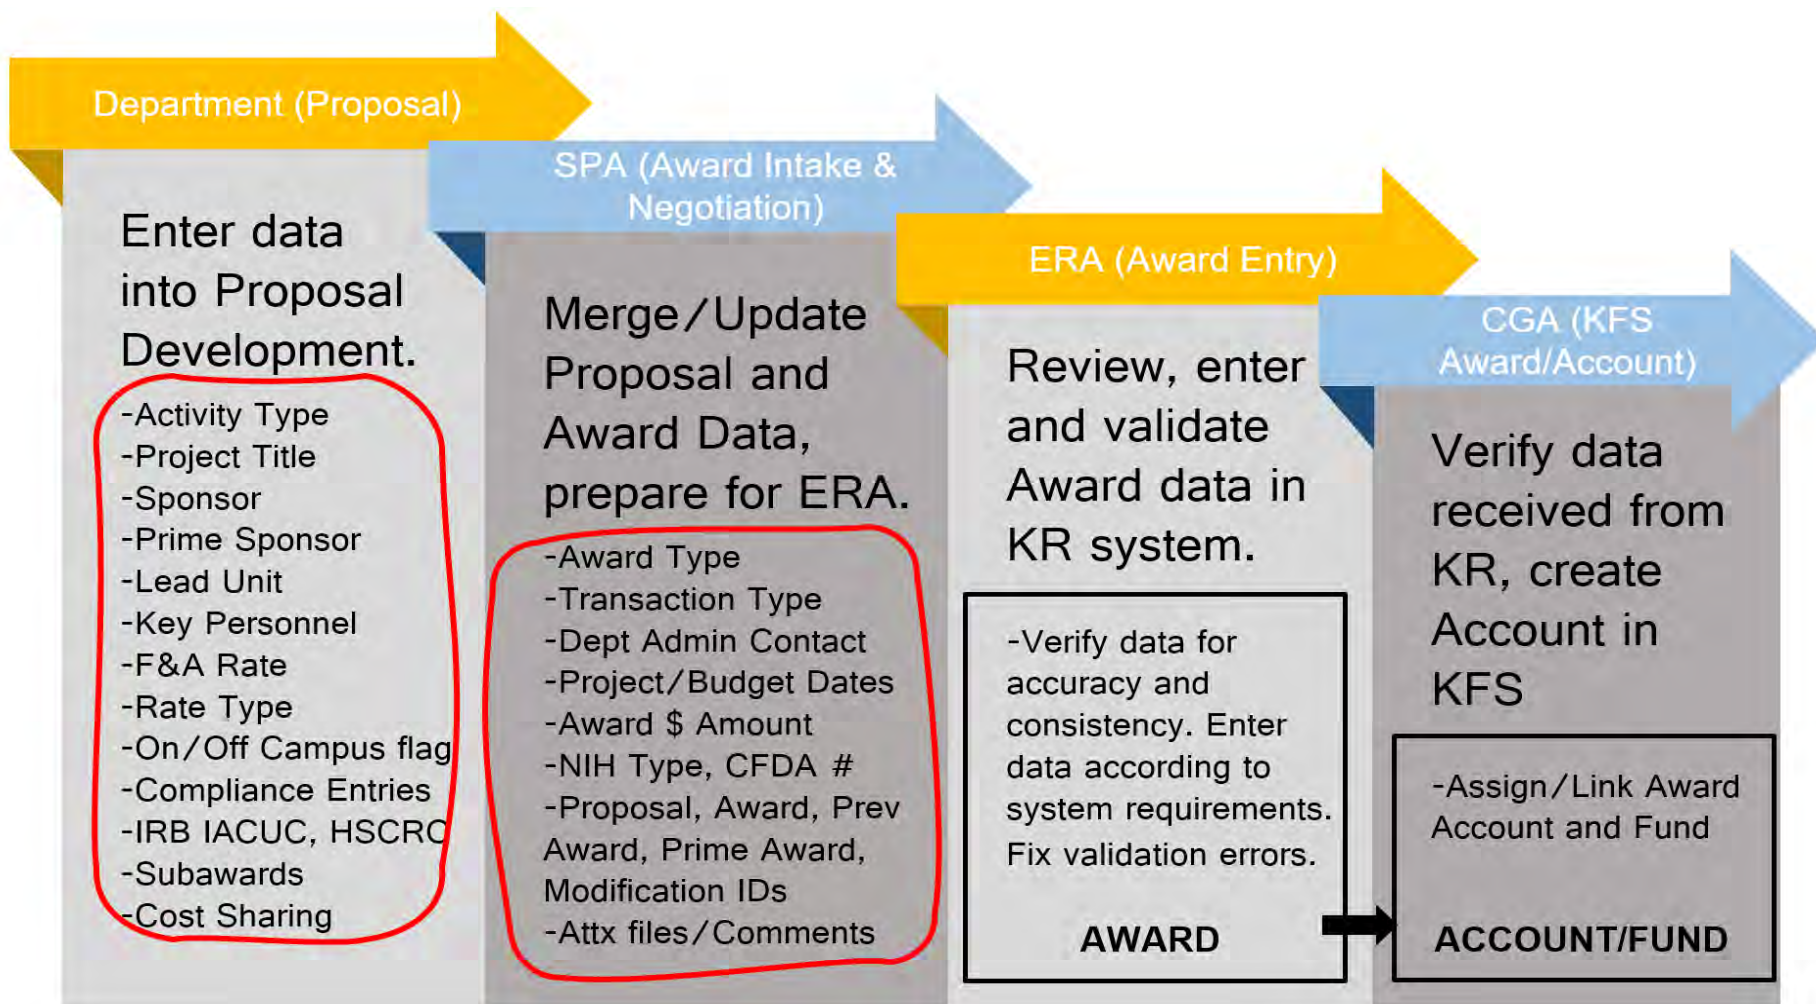 Department (Proposal)
Enter data
into Proposal
Development.
-Activity Type
-Project Title
-Sponsor
-Prime Sponsor
-Lead Unit
-Key Personnel
-F&A Rate
-Rate Type
-On/Off Campus flag
-Compliance Entries
-IRB IACUC, HSCRC
-Subawards
-Cost Sharing
SPA (Award Intake &
Negotiation)
Merge/Update
Proposal and
Award Data,
prepare for ERA.
-Award Type
-Transaction Type
-Dept Admin Contact
-Project/Budget Dates
-Award $ Amount
-NIH Type, CFDA #
-Proposal, Award, Prev
Award, Prime Award,
Modification IDs
-Attx files/Comments
ERA (Award Entry)
Review, enter
and validate
Award data in
KR system.
-Verify data for
accuracy and
consistency. Enter
data according to
system requirements.
Fix validation errors.
AWARD
CGA (KFS
Award/Account)
Verify data
received from
KR, create
Account in
KFS
-Assign/Link Award
Account and Fund
ACCOUNT/FUND